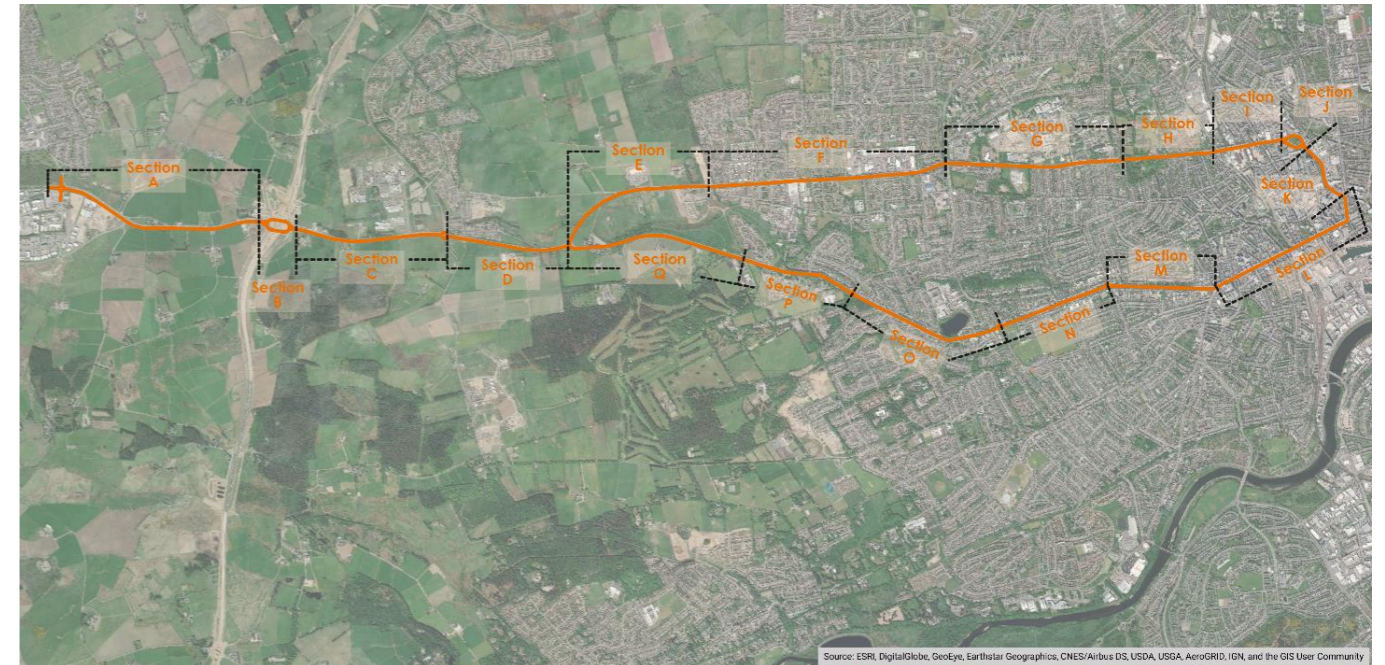 Section
A
Section
B
Section
C
Section
D
Section
E
Section
F
Section
G
Section
H
Section
I
Section
J
Section
K
Section
L
Section
M
Section
N
Section
O
Section
P
Section
Q
Source: ESRI, DigitalGlobe, GeoEye, Earthstar Geographics, CNES/Airbus DS, USDA, USGA, AeroGRID, IGN, and the GIS User Community